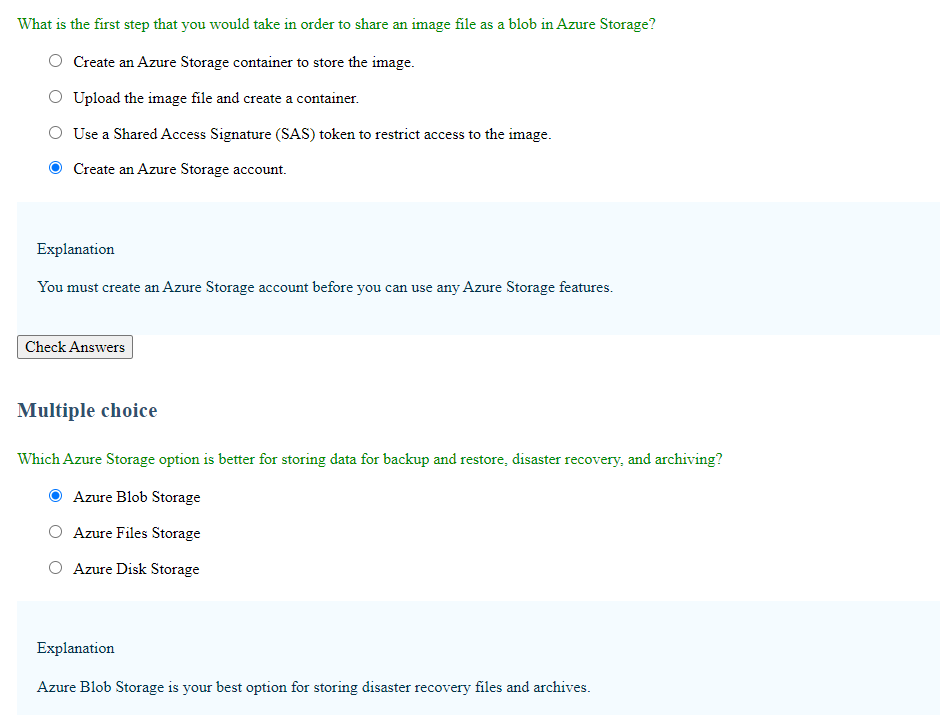 What is the first step that you would take in order to share an image file as a blob in Azure Storage?
Create an Azure Storage container to store the image.
Upload the image file and create a container.
Use a Shared Access Signature (SAS) token to restrict access to the image.
Create an Azure Storage account.
Explanation
You must create an Azure Storage account before you can use any Azure Storage features.
Check Answers
Multiple choice
Which Azure Storage option is better for storing data for backup and restore, disaster recovery, and archiving?
Azure Blob Storage
Azure Files Storage
Azure Disk Storage
Explanation
Azure Blob Storage is your best option for storing disaster recovery files and archives.